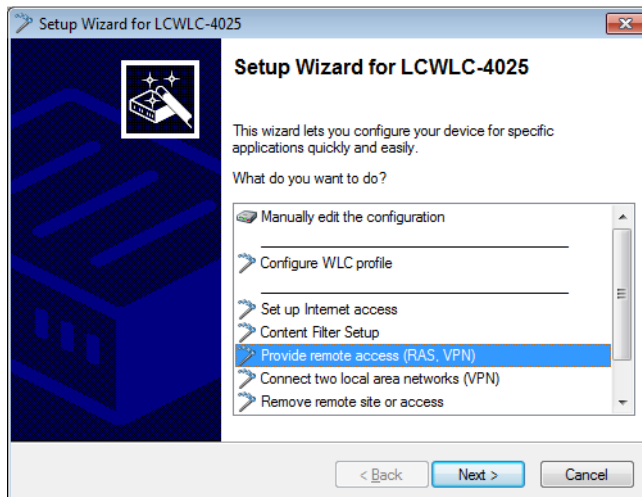 Setup Wizard for LCWLC-4025
Setup Wizard for LCWLC-4025
This wizard lets you configure your device for specific
applications quickly and easily.
What do you want to do?
Manually edit the configuration
Configure WLC profile
Set up Internet access
Content Filter Setup
Provide remote access (RAS, VPN)
Connect two local area networks (VPN)
Remove remote site or access
< Back
Next >
Cancel